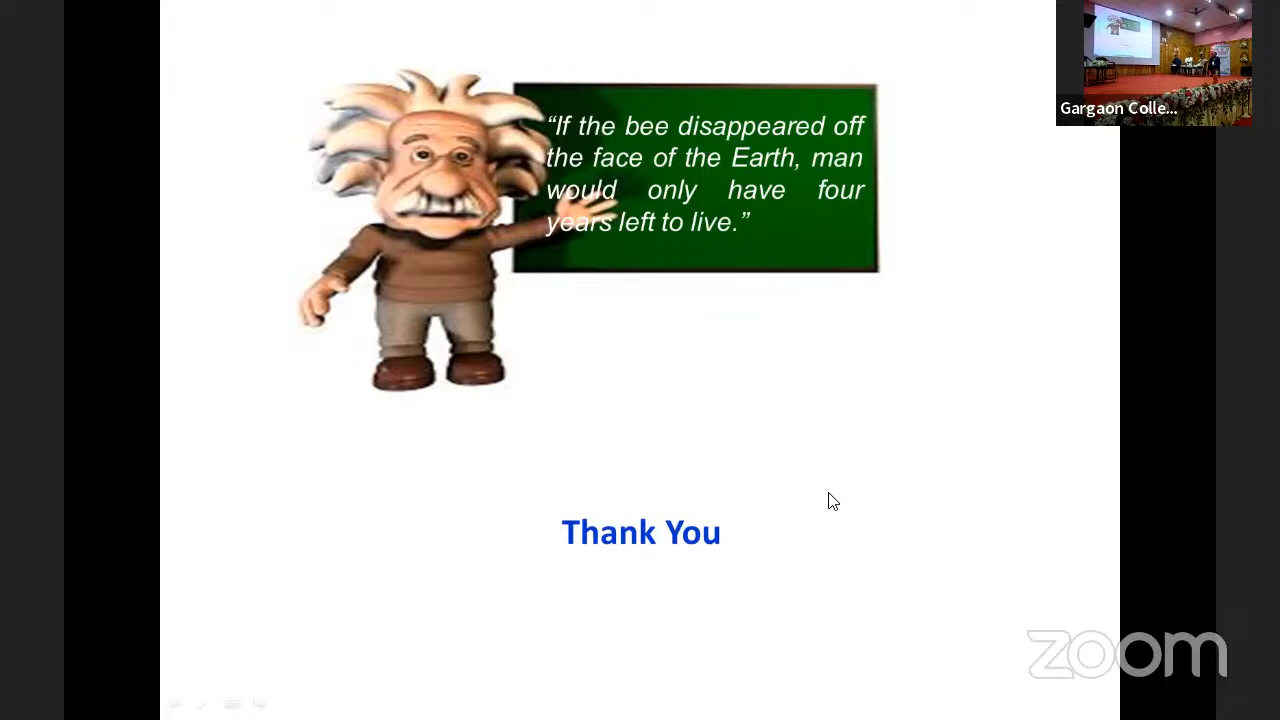 “If the bee disappeared off
the face of the Earth, man
would only have four
years left to live.”
Thank You
Gargaon Colle...
zoom